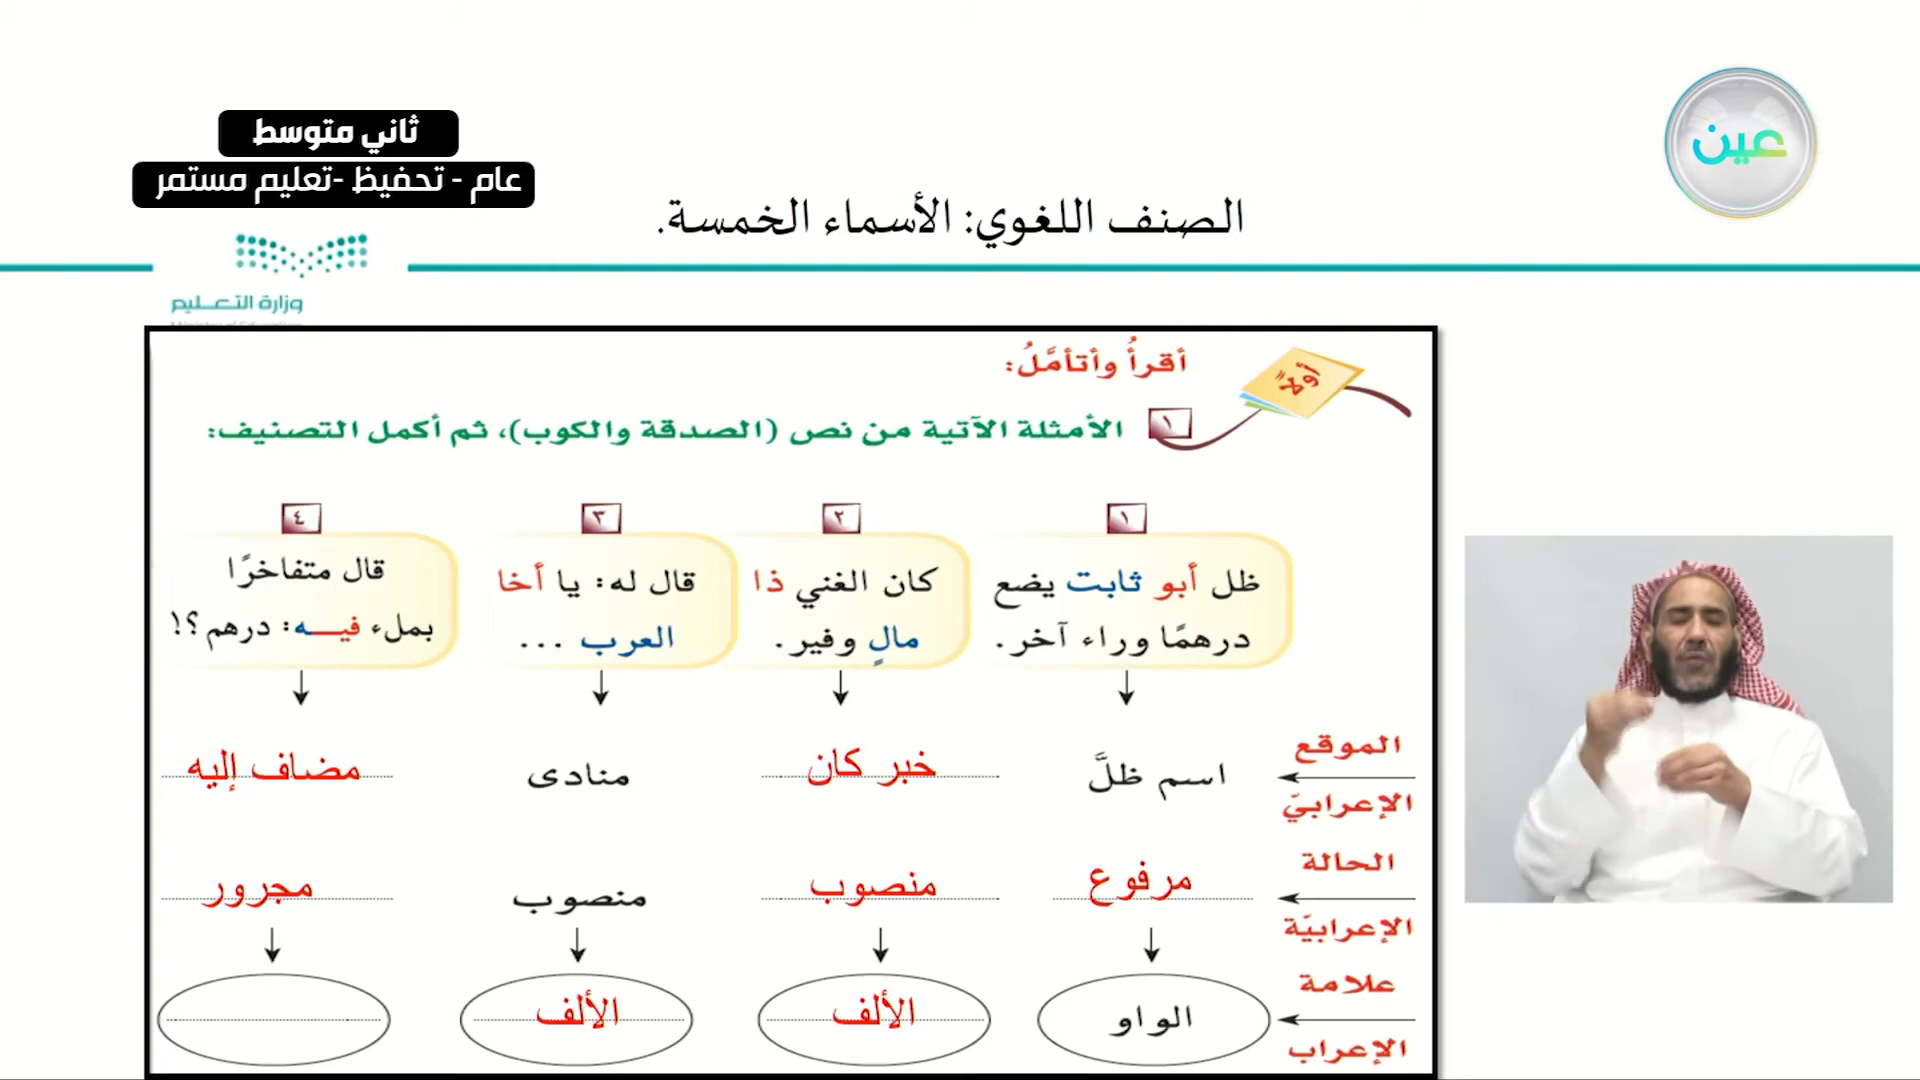 عين
ثاني متوسط
عام - تحفيظ -تعليم مستمر
الصنف اللغوي: الأسماء الخمسة.
وزارة التعـــليم
أولاً
أقرأُ وأتأمَّلُ:
١ الأمثلة الآتية من نص (الصدقة والكوب)، ثم أكمل التصنيف:
١ ٢ ٣ ٤
ظل أبو ثابت يضع
درهمًا وراء آخر.
كان الغني ذا
مالٍ وفير.
قال له: يا أخا
العرب ...
قال متفاخرًا
بملء فيــه: درهم؟!
الموقع
الإعرابيّ
اسم ظلَّ
خبر كان
منادى
مضاف إليه
الحالة
الإعرابيّة
مرفوع
منصوب
منصوب
مجرور
علامة
الإعراب
الواو
الألف
الألف